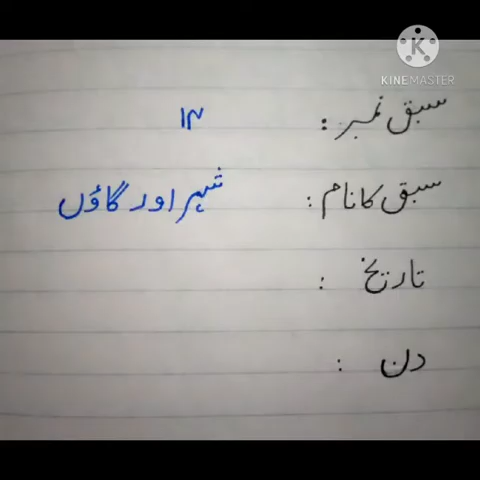 KINEMASTER
سبق نمبر : ۱۴
سبق کا نام : شہر اور گاؤں
تاریخ :
دن :